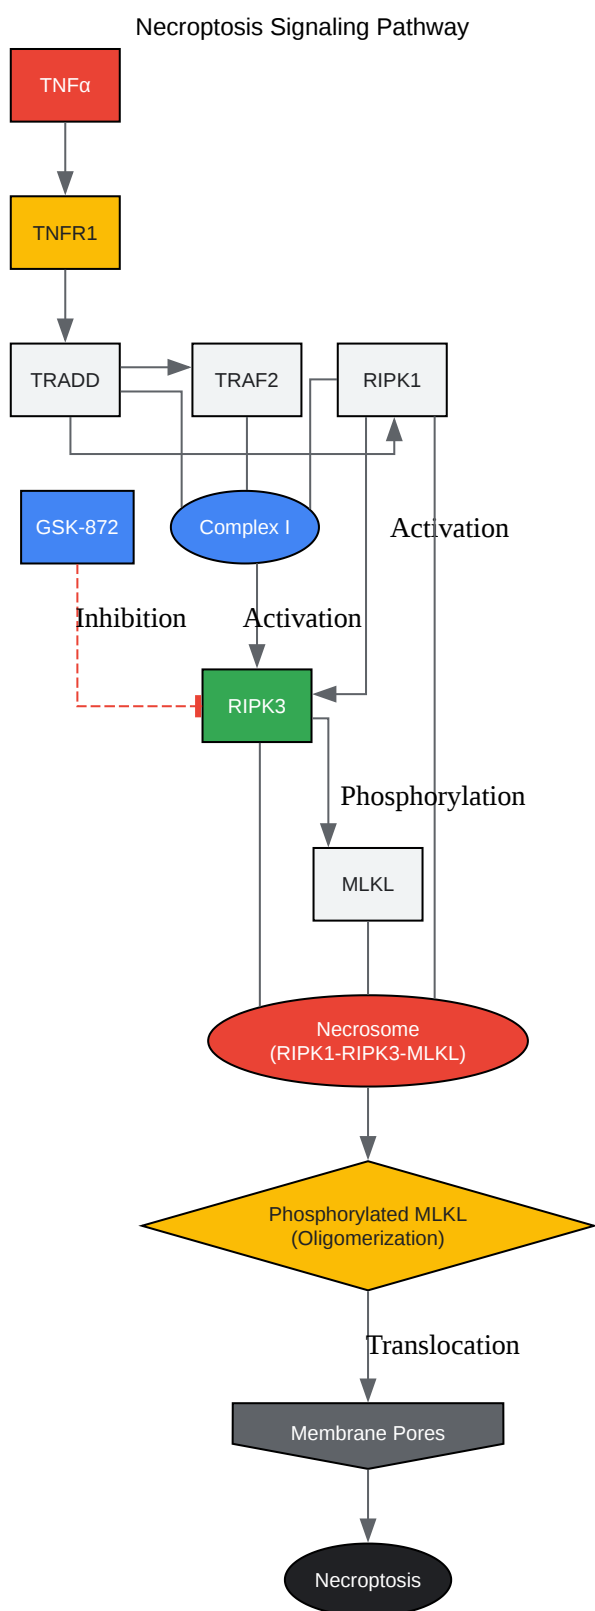 Necroptosis Signaling Pathway
TNFα
TNFR1
TRADD
TRAF2
RIPK1
GSK-872
Complex I
Activation
Inhibition
Activation
RIPK3
Phosphorylation
MLKL
Necrosome
(RIPK1-RIPK3-MLKL)
Phosphorylated MLKL
(Oligomerization)
Translocation
Membrane Pores
Necroptosis